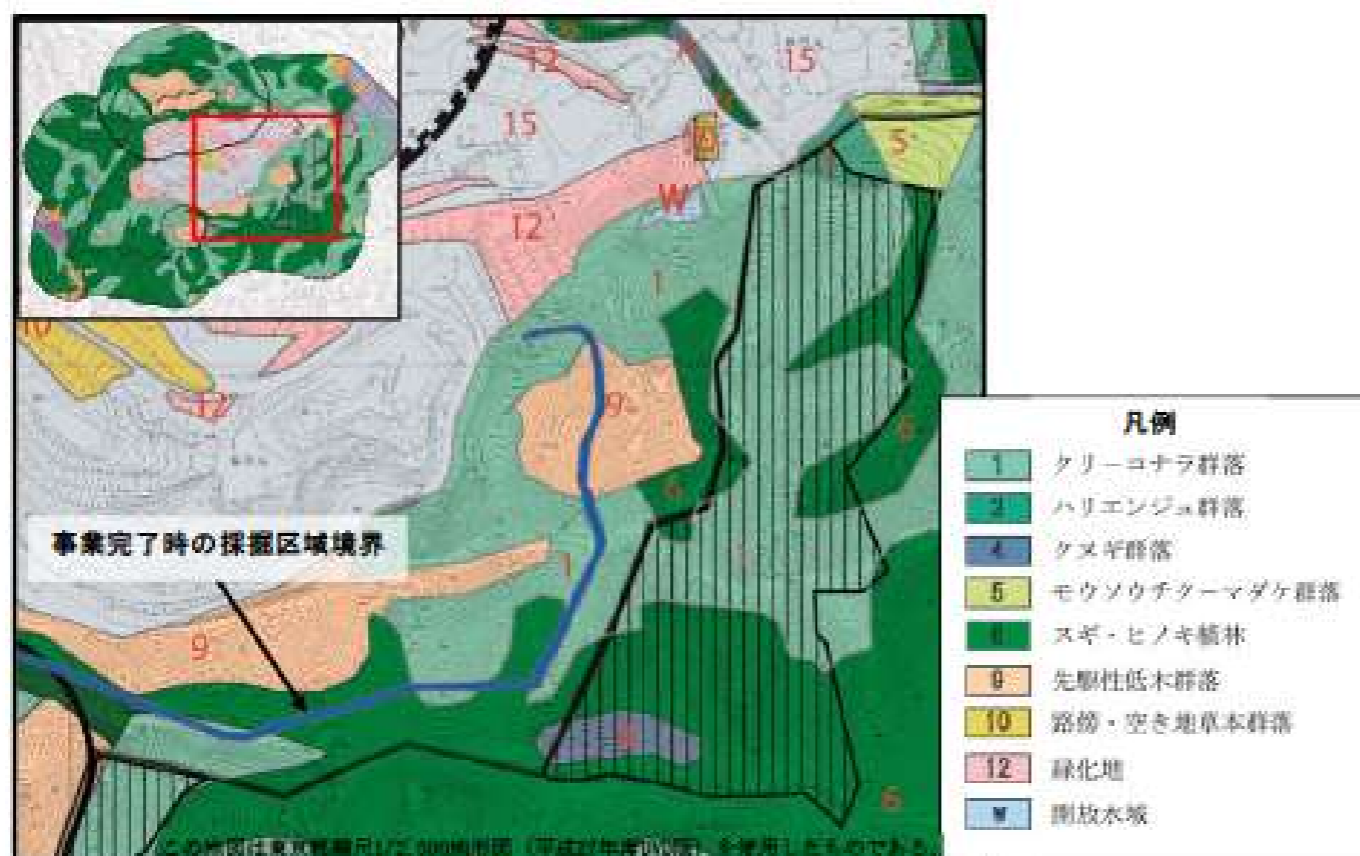 12
15
15
5
W
12
1
10
12
9
事業完了時の採掘区域境界
1
9
6
凡例
1 クリーコナラ群落
2 ハリエンジュ群落
4 クヌギ群落
5 モウソウチクーマダケ群落
6 スギ・ヒノキ植林
9 先駆性低木群落
10 路傍・空き地草本群落
12 緑化地
W 開放水域